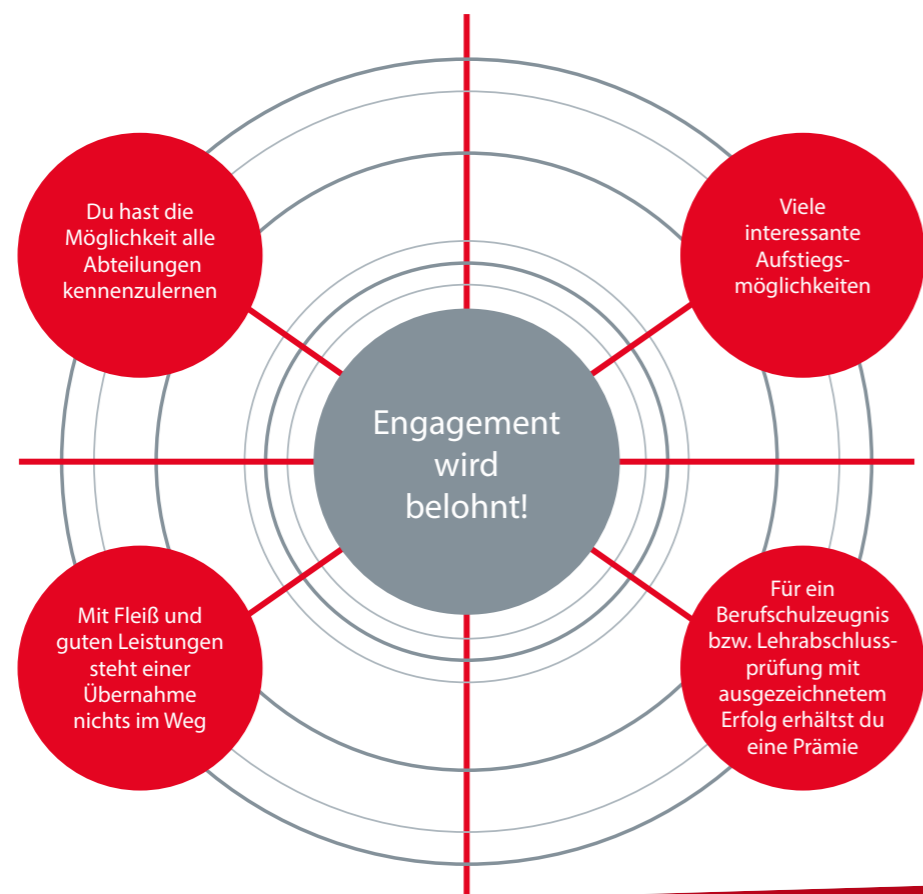 Du hast die
Möglichkeit alle
Abteilungen
kennenzulernen
Viele
interessante
Aufstiegs-
möglichkeiten
Engagement
wird
belohnt!
Mit Fleiß und
guten Leistungen
steht einer
Übernahme
nichts im Weg
Für ein
Berufschulzeugnis
bzw. Lehrabschluss-
prüfung mit
ausgezeichnetem
Erfolg erhältst du
eine Prämie